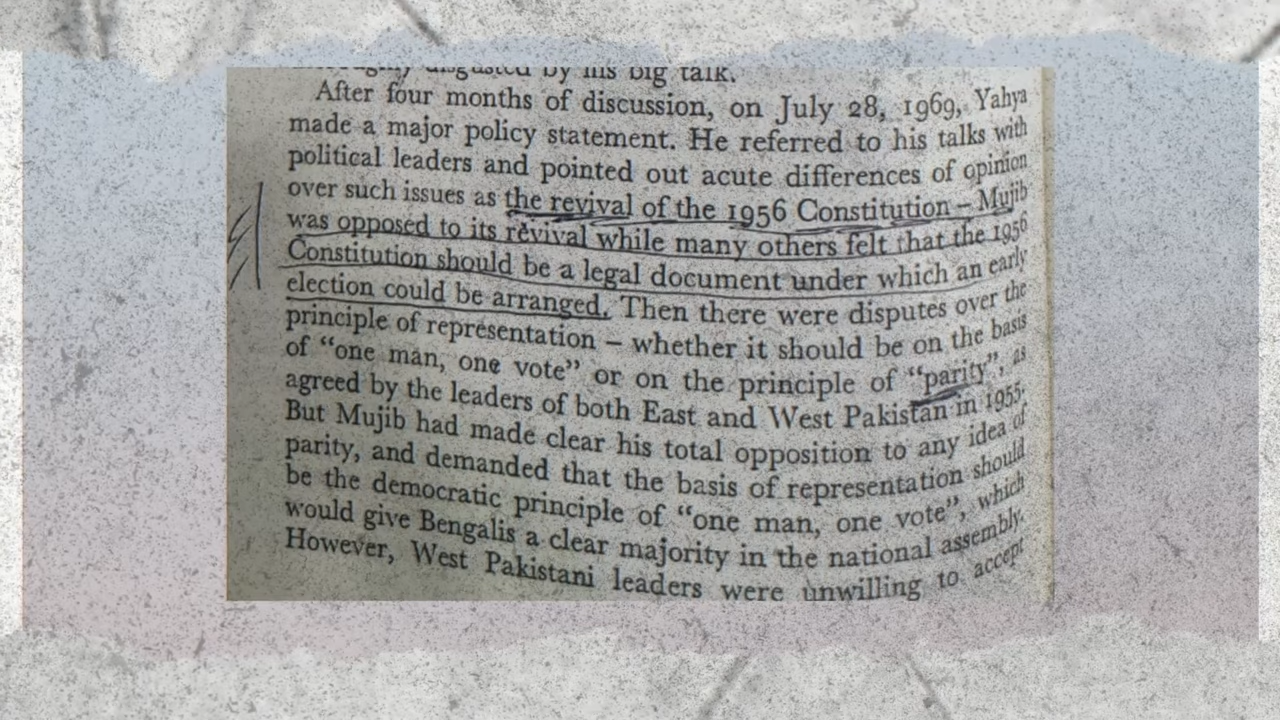 by his big talk.
After four months of discussion, on July 28, 1969, Yahya
made a major policy statement. He referred to his talks with
political leaders and pointed out acute differences of opinion
over such issues as the revival of the 1956 Constitution – Mujib
was opposed to its revival while many others felt that the 1956
Constitution should be a legal document under which an early
election could be arranged. Then there were disputes over the
principle of representation – whether it should be on the basis
of “one man, one vote” or on the principle of “parity”, as
agreed by the leaders of both East and West Pakistan in 1955.
But Mujib had made clear his total opposition to any idea of
parity, and demanded that the basis of representation should
be the democratic principle of “one man, one vote”, which
would give Bengalis a clear majority in the national assembly.
However, West Pakistani leaders were unwilling to accept